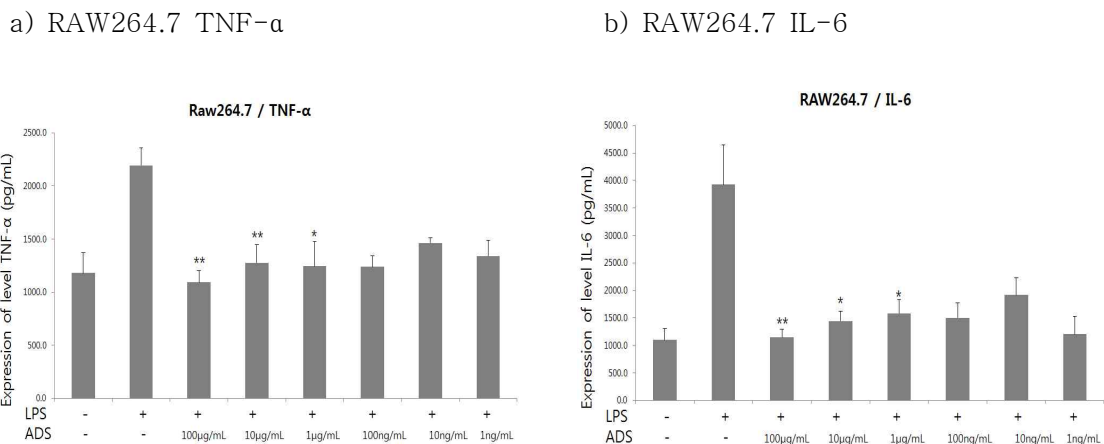 a) RAW264.7 TNF-α
b) RAW264.7 IL-6
Raw264.7 / TNF-α
Expression of level TNF-α (pg/mL)
2500.0
2000.0
1500.0
1000.0
500.0
0.0
** ** *
LPS - + + + + + + +
ADS - - 100μg/mL 10μg/mL 1μg/mL 100ng/mL 10ng/mL 1ng/mL
RAW264.7 / IL-6
Expression of level IL-6 (pg/mL)
5000.0
4500.0
4000.0
3500.0
3000.0
2500.0
2000.0
1500.0
1000.0
500.0
0.0
** * *
LPS - + + + + + + +
ADS - - 100μg/mL 10μg/mL 1μg/mL 100ng/mL 10ng/mL 1ng/mL